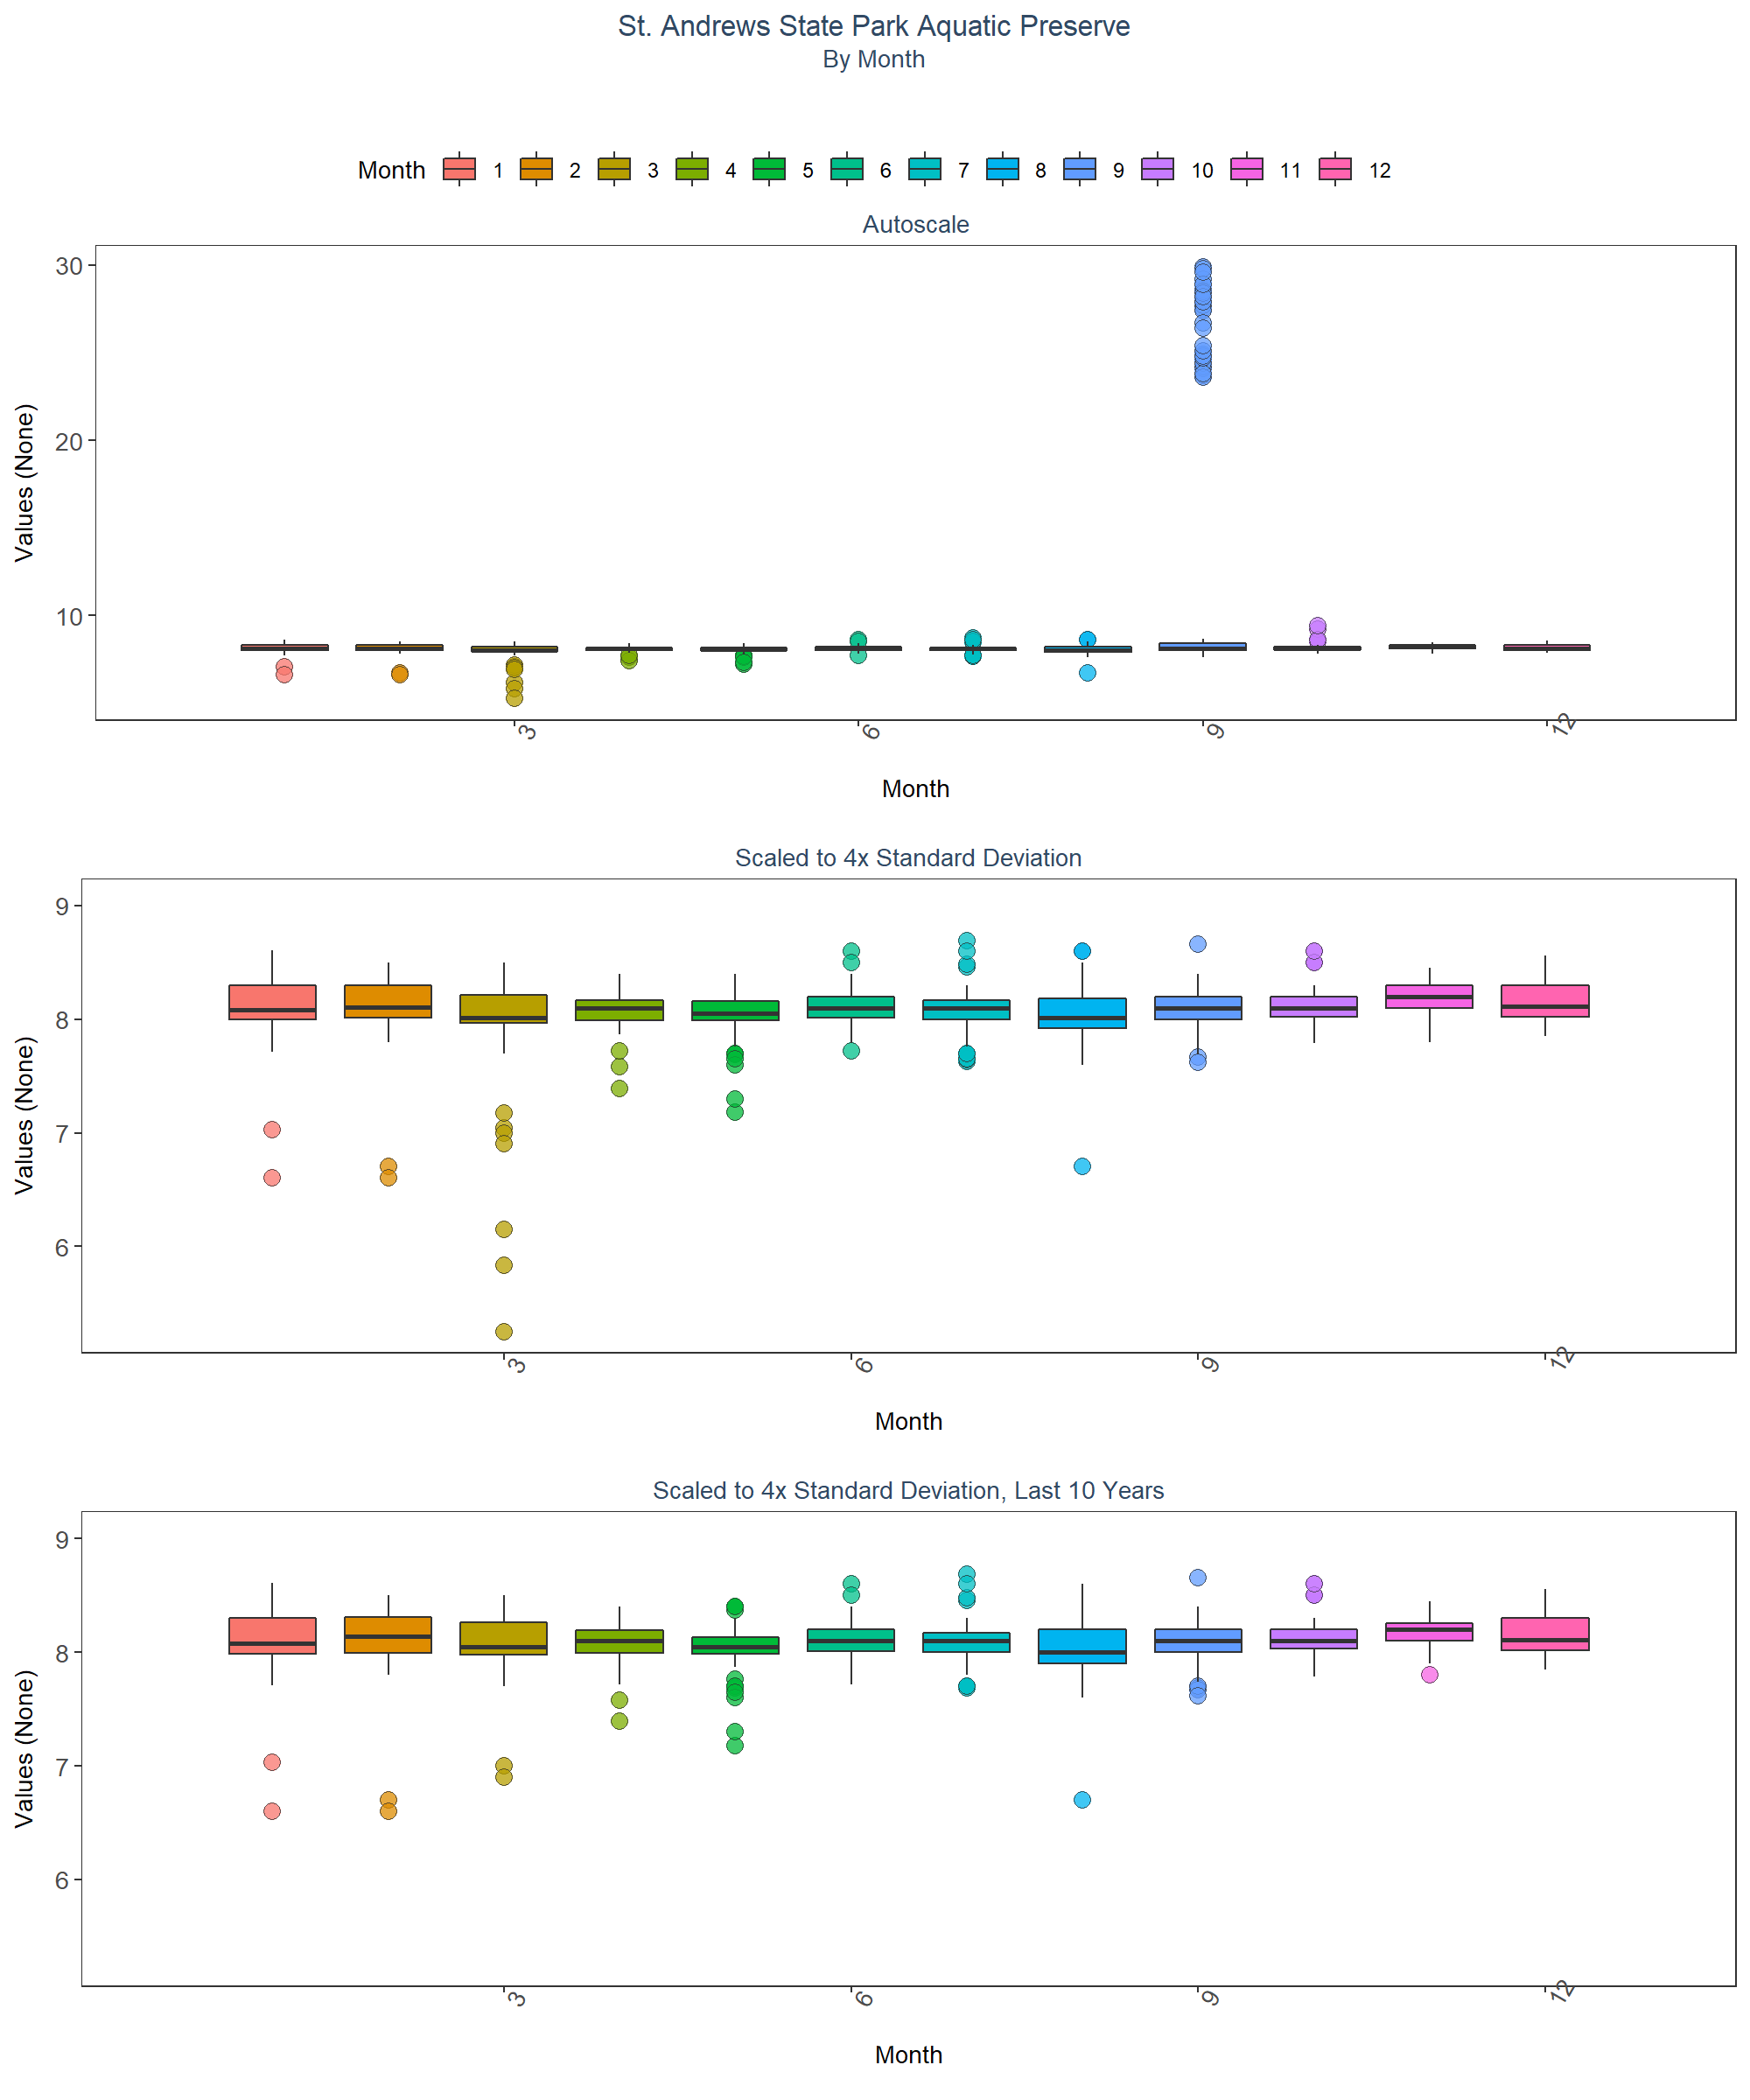 St. Andrews State Park Aquatic Preserve
By Month
Month 1 2 3 4 5 6 7 8 9 10 11 12
Autoscale
Values (None)
30
20
10
3 6 9 12
Month
Scaled to 4x Standard Deviation
Values (None)
9
8
7
6
3 6 9 12
Month
Scaled to 4x Standard Deviation, Last 10 Years
Values (None)
9
8
7
6
3 6 9 12
Month